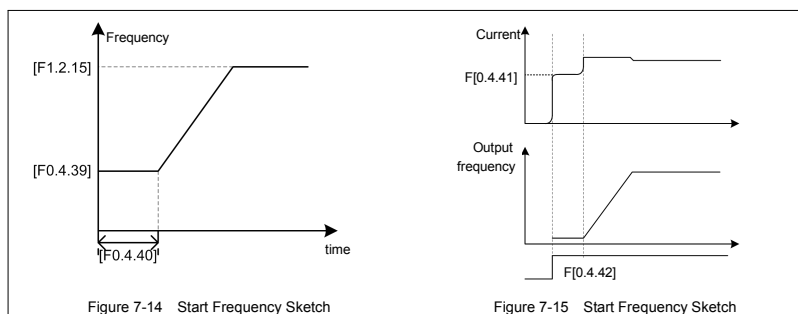 Frequency
[F1.2.15]
[F0.4.39]
[F0.4.40]
time
Figure 7-14 Start Frequency Sketch
Current
F[0.4.41]
Output
frequency
F[0.4.42]
Figure 7-15 Start Frequency Sketch